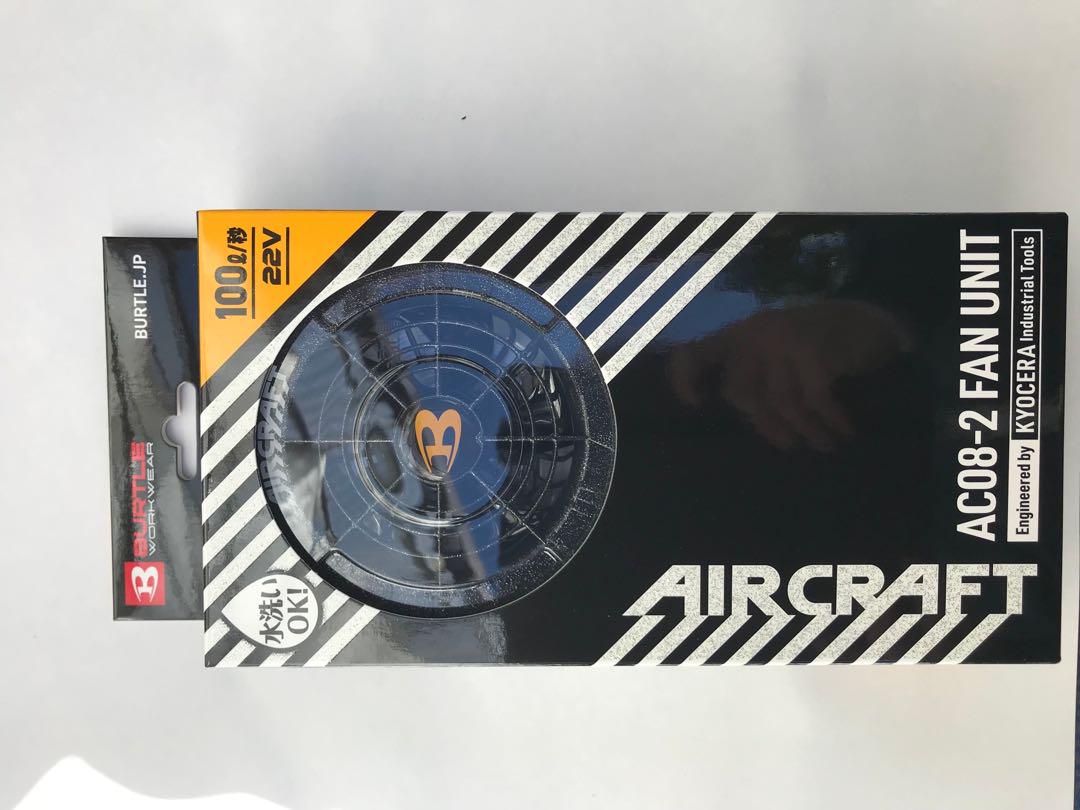 B BURTLE
WORKWEAR
BURTLE.JP
水洗い
OK!
100ℓ/秒
22V
AIRCRAFT
B
AIRCRAFT
AC08-2 FAN UNIT
Engineered by KYOCERA Industrial Tools